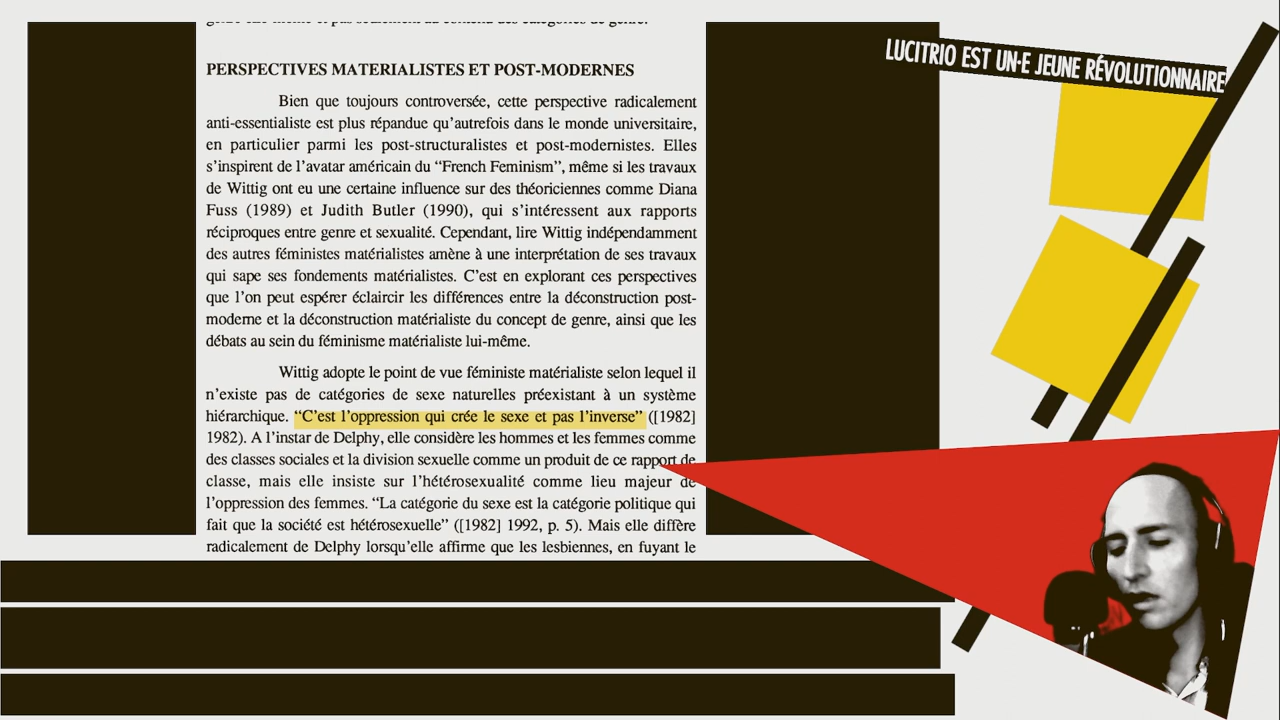 genre elle-même et pas seulement au contenu des catégories de genre.
PERSPECTIVES MATERIALISTES ET POST-MODERNES
Bien que toujours controversée, cette perspective radicalement
anti-essentialiste est plus répandue qu'autrefois dans le monde universitaire,
en particulier parmi les post-structuralistes et post-modernistes. Elles
s'inspirent de l'avatar américain du “French Feminism”, même si les travaux
de Wittig ont eu une certaine influence sur des théoriciennes comme Diana
Fuss (1989) et Judith Butler (1990), qui s'intéressent aux rapports
réciproques entre genre et sexualité. Cependant, lire Wittig indépendamment
des autres féministes matérialistes amène à une interprétation de ses travaux
qui sape ses fondements matérialistes. C'est en explorant ces perspectives
que l'on peut espérer éclaircir les différences entre la déconstruction post-
moderne et la déconstruction matérialiste du concept de genre, ainsi que les
débats au sein du féminisme matérialiste lui-même.
Wittig adopte le point de vue féministe matérialiste selon lequel il
n'existe pas de catégories de sexe naturelles préexistant à un système
hiérarchique. “C'est l'oppression qui crée le sexe et pas l'inverse” ([1982]
1982). A l'instar de Delphy, elle considère les hommes et les femmes comme
des classes sociales et la division sexuelle comme un produit de ce rapport de
classe, mais elle insiste sur l'hétérosexualité comme lieu majeur de
l'oppression des femmes. “La catégorie du sexe est la catégorie politique qui
fait que la société est hétérosexuelle” ([1982] 1992, p. 5). Mais elle diffère
radicalement de Delphy lorsqu'elle affirme que les lesbiennes, en fuyant le
LUCITRIO EST UN·E JEUNE RÉVOLUTIONNAIRE